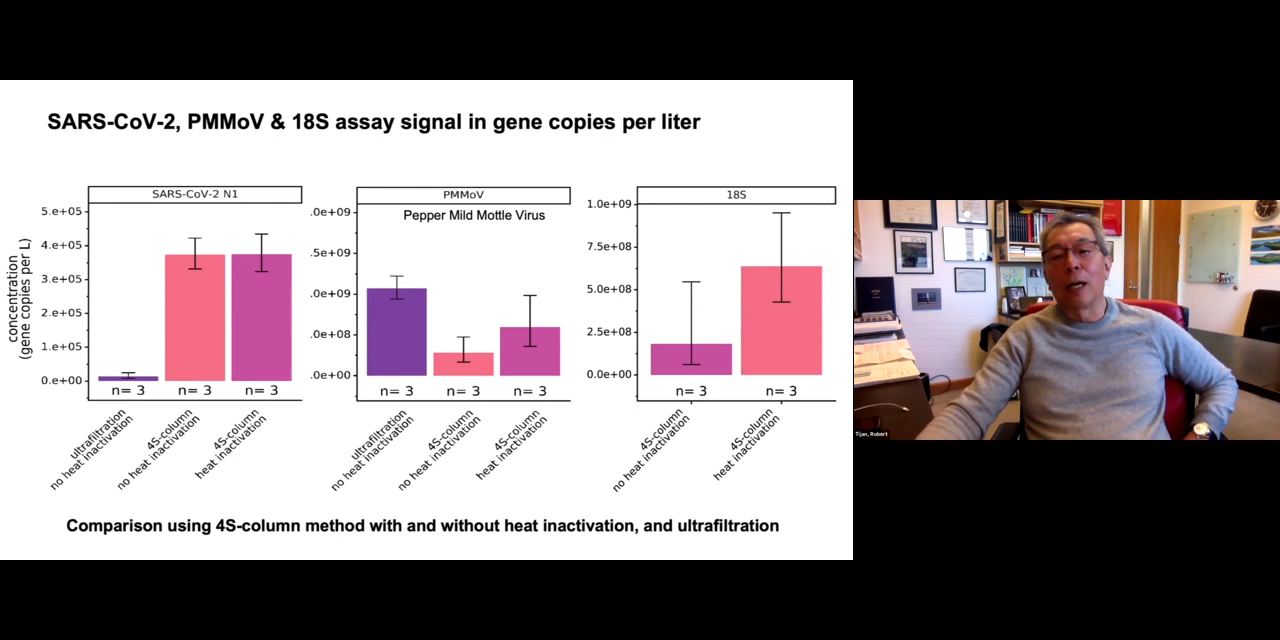 SARS-CoV-2, PMMoV & 18S assay signal in gene copies per liter
concentration
(gene copies per L)
SARS-CoV-2 N1
5.e+05
4.e+05
3.e+05
2.e+05
1.e+05
0.e+00
n= 3
n= 3
n= 3
ultrafiltration
no heat inactivation
4S-column
no heat inactivation
4S-column
heat inactivation
PMMoV
Pepper Mild Mottle Virus
.0e+09
.5e+09
.0e+09
.0e+08
.0e+00
n= 3
n= 3
n= 3
ultrafiltration
no heat inactivation
4S-column
no heat inactivation
4S-column
heat inactivation
18S
1.0e+09
7.5e+08
5.0e+08
2.5e+08
0.0e+00
n= 3
n= 3
4S-column
no heat inactivation
4S-column
heat inactivation
Comparison using 4S-column method with and without heat inactivation, and ultrafiltration
Tijan, Robert